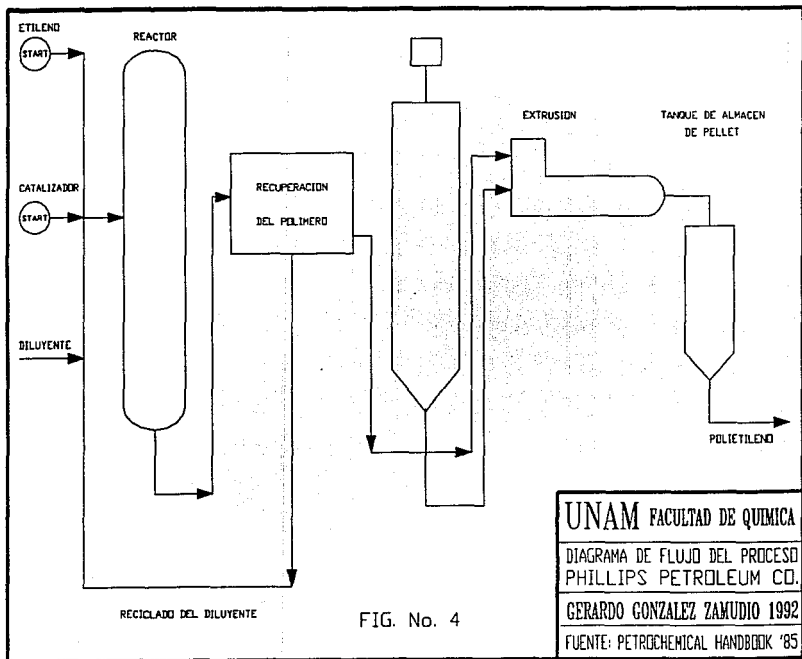 ETILENO
START
REACTOR
EXTRUSION
TANQUE DE ALMACEN
DE PELLET
CATALIZADOR
START
RECUPERACION
DEL POLIMERO
DILUYENTE
POLIETILENO
RECICLADO DEL DILUYENTE
FIG. No. 4
UNAM FACULTAD DE QUIMICA
DIAGRAMA DE FLUJO DEL PROCESO
PHILLIPS PETROLEUM CO.
GERARDO GONZALEZ ZAMUDIO 1992
FUENTE: PETROCHEMICAL HANDBOOK '85